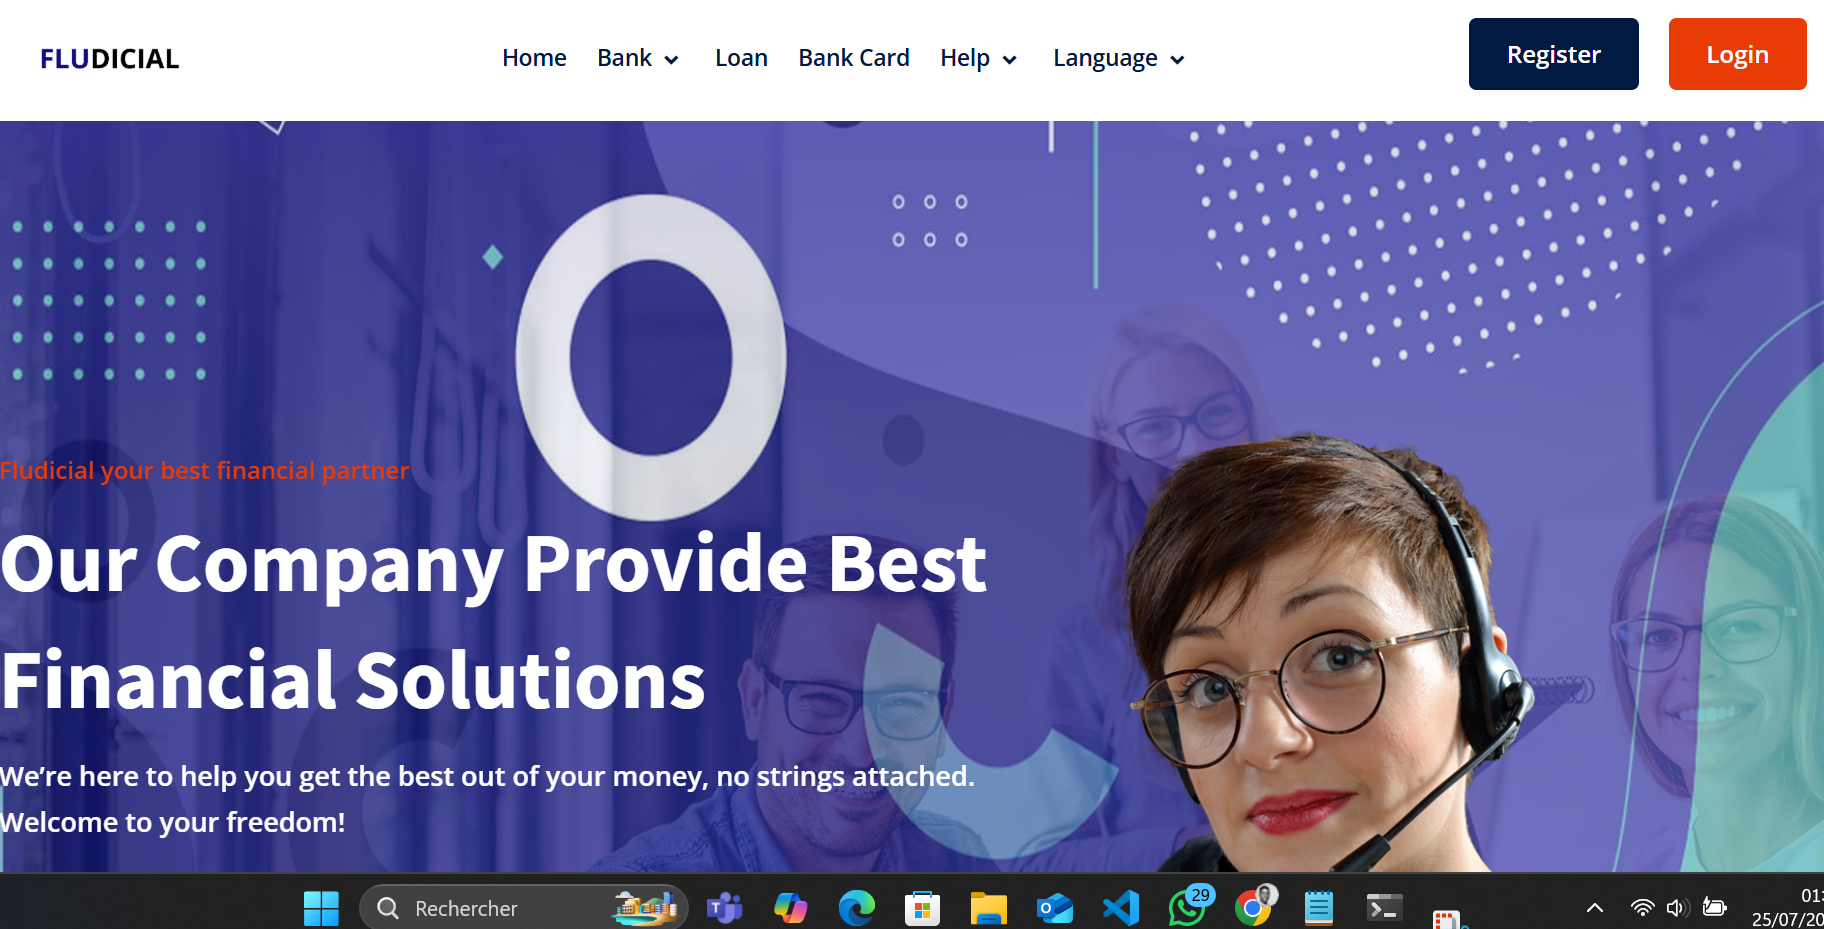 FLUDICIAL
Home Bank Loan Bank Card Help Language
Register
Login
Fludicial your best financial partner
Our Company Provide Best
Financial Solutions
We’re here to help you get the best out of your money, no strings attached.
Welcome to your freedom!
Rechercher
29
01:
25/07/20